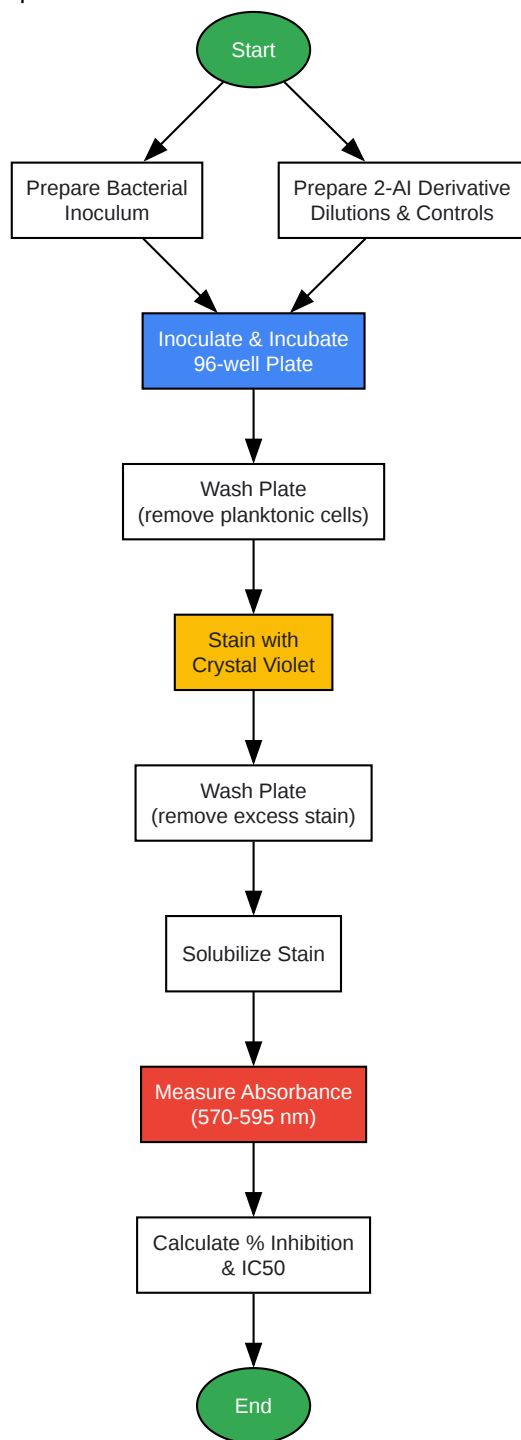 Start
Prepare Bacterial
Inoculum
Prepare 2-AI Derivative
Dilutions & Controls
Inoculate & Incubate
96-well Plate
Wash Plate
(remove planktonic cells)
Stain with
Crystal Violet
Wash Plate
(remove excess stain)
Solubilize Stain
Measure Absorbance
(570-595 nm)
Calculate % Inhibition
& IC50
End